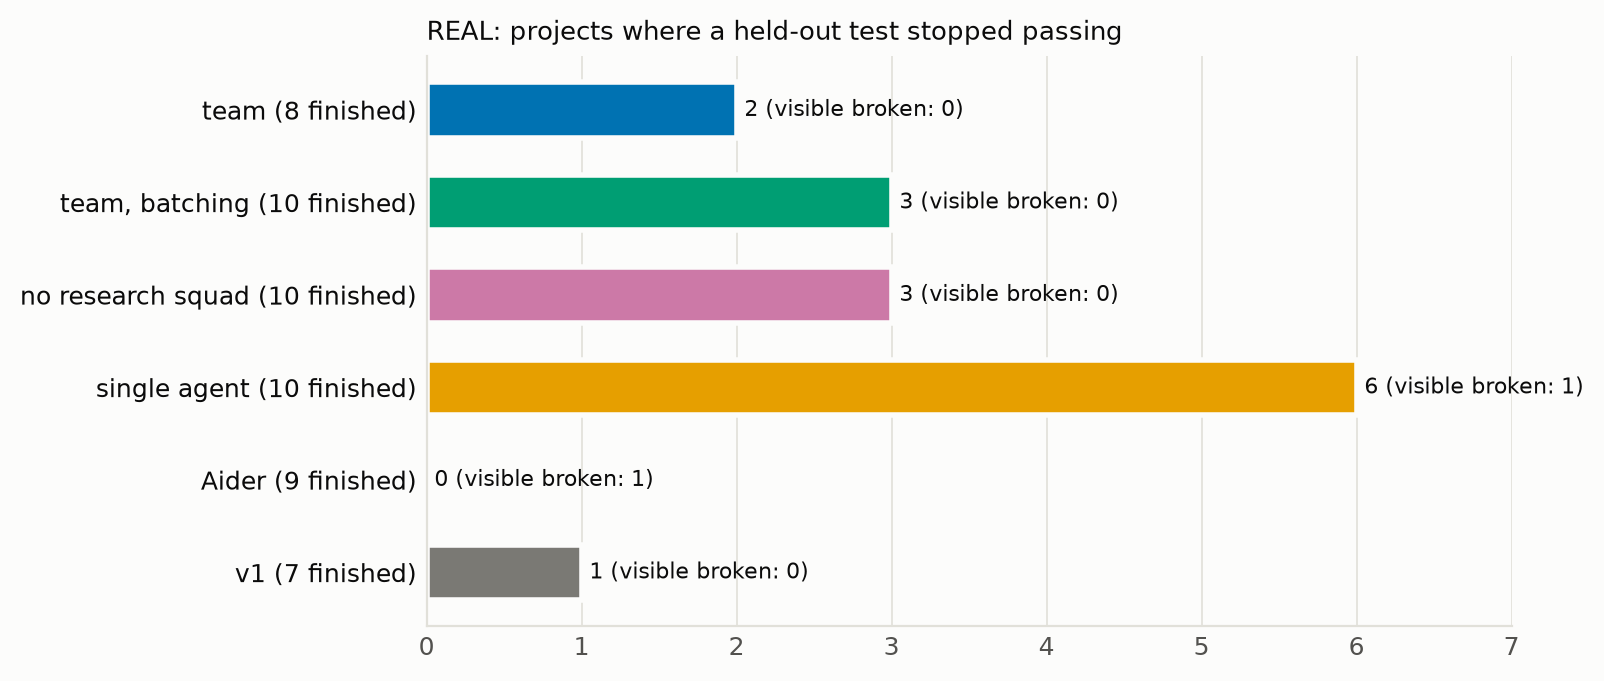 REAL: projects where a held-out test stopped passing
team (8 finished)
2 (visible broken: 0)
team, batching (10 finished)
3 (visible broken: 0)
no research squad (10 finished)
3 (visible broken: 0)
single agent (10 finished)
6 (visible broken: 1)
Aider (9 finished)
0 (visible broken: 1)
v1 (7 finished)
1 (visible broken: 0)
0 1 2 3 4 5 6 7